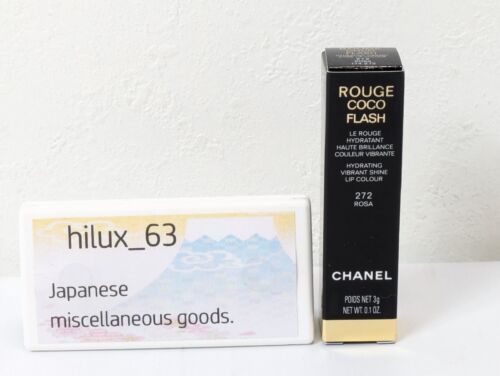 hilux_63
Japanese
miscellaneous goods.
ROUGE
COCO
FLASH
LE ROUGE
HYDRATANT
HAUTE BRILLANCE
COULEUR VIBRANTE
HYDRATING
VIBRANT SHINE
LIP COLOUR
272
ROSA
CHANEL
POIDS NET 3g
NET WT. 0.1 OZ.